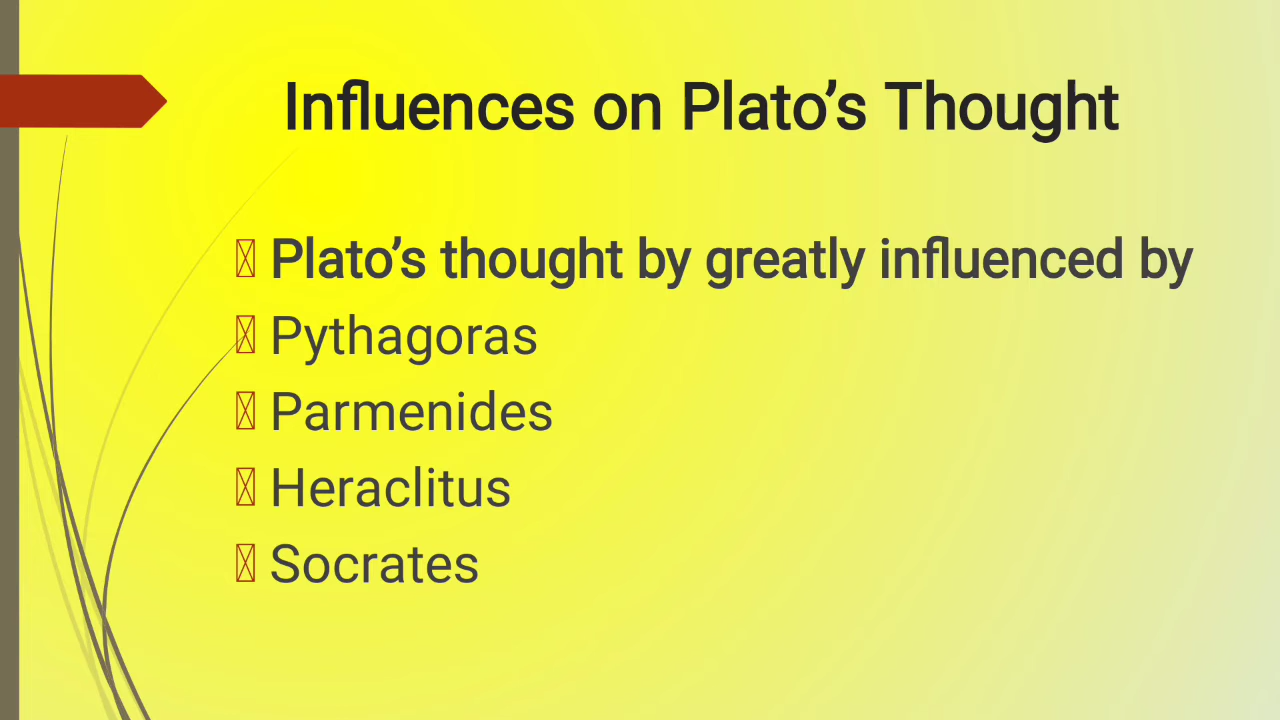 Influences on Plato’s Thought
Plato’s thought by greatly influenced by
Pythagoras
Parmenides
Heraclitus
Socrates